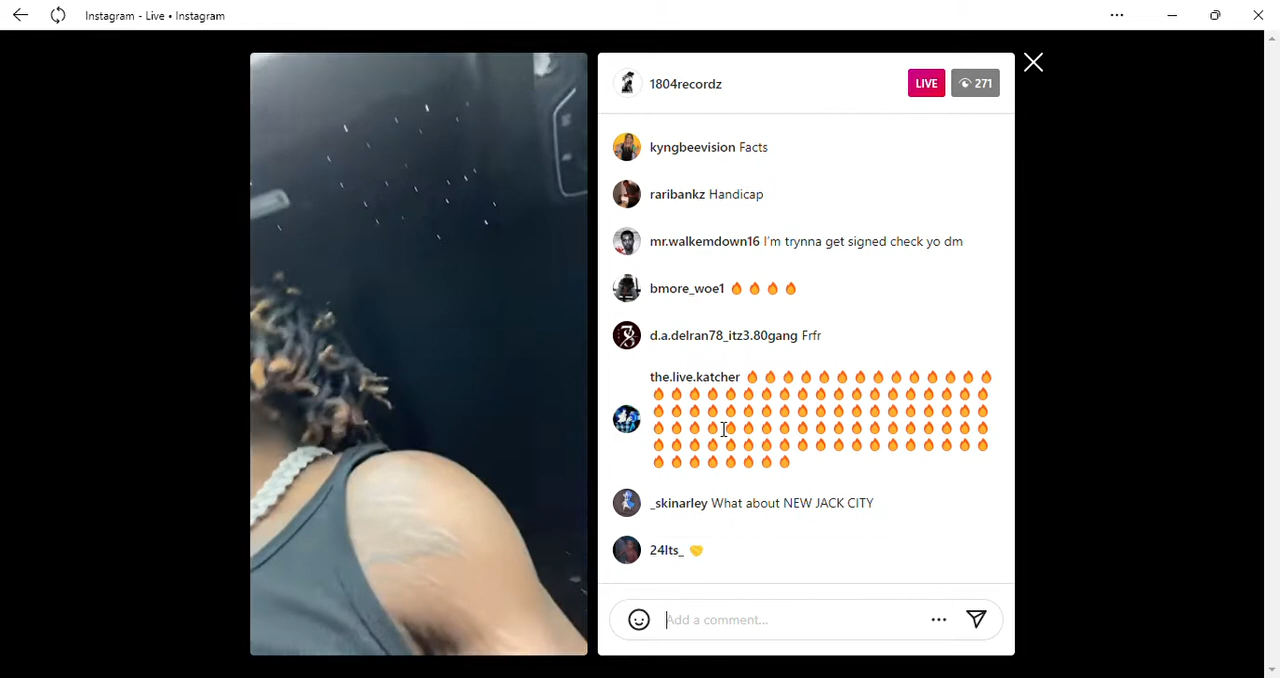 Instagram - Live • Instagram
1804recordz
LIVE
271
kyngbeevision Facts
raribankz Handicap
mr.walkemdown16 I'm trynna get signed check yo dm
bmore_woe1 🔥 🔥 🔥 🔥
d.a.delran78_itz3.80gang Frfr
the.live.katcher 🔥 🔥 🔥 🔥 🔥 🔥 🔥 🔥 🔥 🔥 🔥 🔥 🔥 🔥
🔥 🔥 🔥 🔥 🔥 🔥 🔥 🔥 🔥 🔥 🔥 🔥 🔥 🔥 🔥 🔥 🔥 🔥 🔥
🔥 🔥 🔥 🔥 🔥 🔥 🔥 🔥 🔥 🔥 🔥 🔥 🔥 🔥 🔥 🔥 🔥 🔥 🔥
🔥 🔥 🔥 🔥 🔥 🔥 🔥 🔥 🔥 🔥 🔥 🔥 🔥 🔥 🔥 🔥 🔥 🔥 🔥
🔥 🔥 🔥 🔥 🔥 🔥 🔥 🔥 🔥 🔥 🔥 🔥 🔥 🔥 🔥 🔥 🔥 🔥 🔥
🔥 🔥 🔥 🔥 🔥 🔥 🔥 🔥
_skinarley What about NEW JACK CITY
24lts_ 🤜
Add a comment...